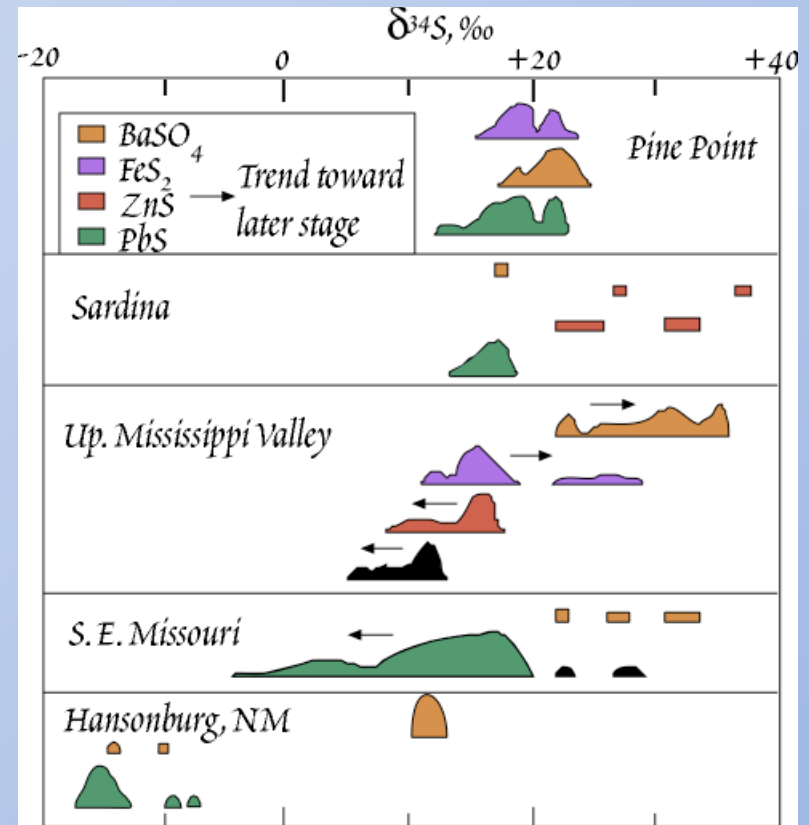 δ³⁴S, ‰
-20 0 +20 +40
BaSO₄
FeS₂
ZnS
PbS
Trend toward
later stage
Pine Point
Sardina
Up. Mississippi Valley
S. E. Missouri
Hansonburg, NM